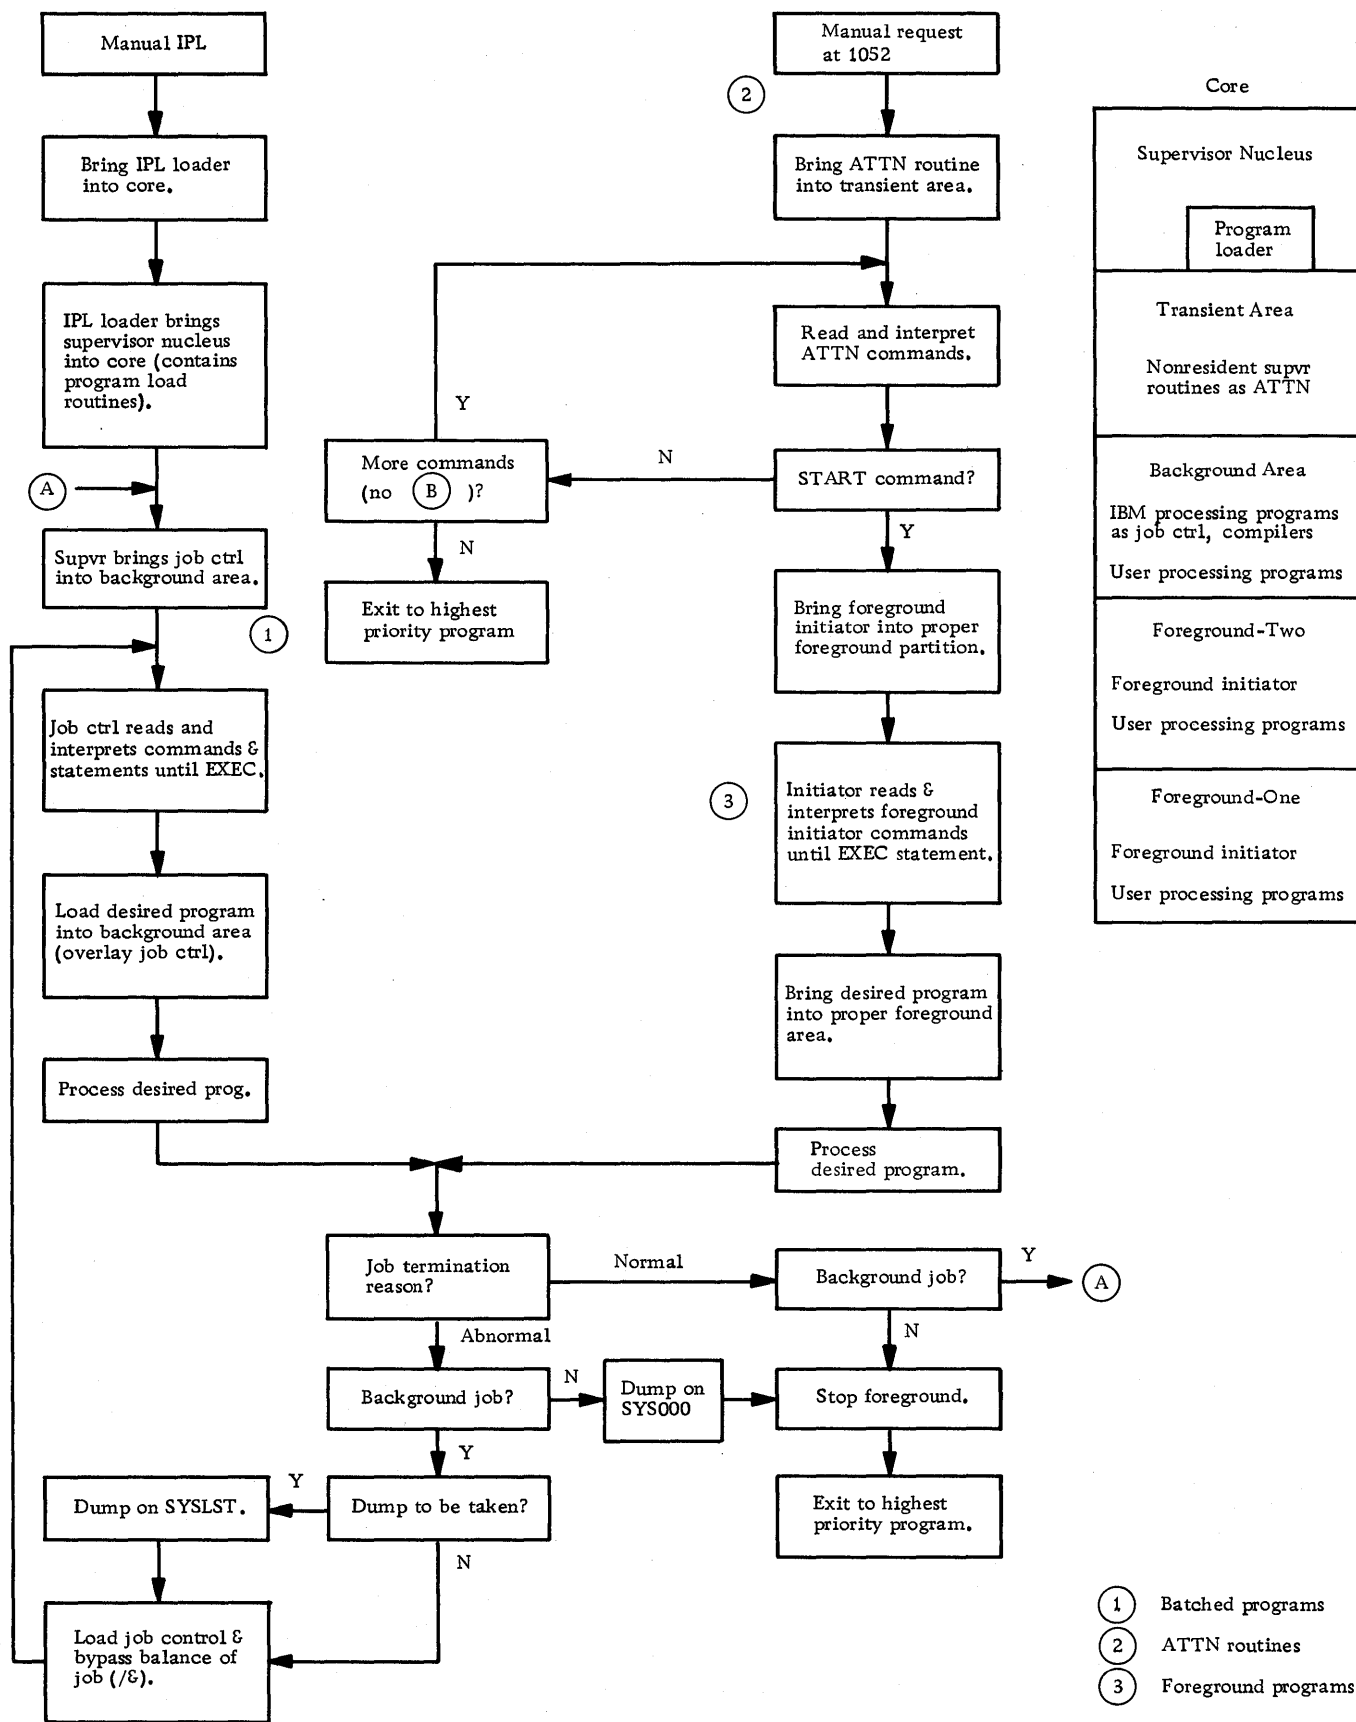 Manual IPL
Bring IPL loader
into core.
IPL loader brings
supervisor nucleus
into core (contains
program load
routines).
A
Supvr brings job ctrl
into background area.
1
Job ctrl reads and
interprets commands &
statements until EXEC.
Load desired program
into background area
(overlay job ctrl).
Process desired prog.
Manual request
at 1052
2
Bring ATTN routine
into transient area.
Read and interpret
ATTN commands.
Y
More commands
(no B )?
N
START command?
N
Y
Exit to highest
priority program
Bring foreground
initiator into proper
foreground partition.
3
Initiator reads &
interprets foreground
initiator commands
until EXEC statement.
Bring desired program
into proper foreground
area.
Process
desired program.
Job termination
reason?
Normal
Background job?
Y
A
Abnormal
N
Background job?
N
Dump on
SYS000
Stop foreground.
Y
Y
Dump on SYSLST.
Dump to be taken?
Exit to highest
priority program.
N
Load job control &
bypass balance of
job (/&).
Core
Supervisor Nucleus
Program
loader
Transient Area
Nonresident supvr
routines as ATTN
Background Area
IBM processing programs
as job ctrl, compilers
User processing programs
Foreground-Two
Foreground initiator
User processing programs
Foreground-One
Foreground initiator
User processing programs
1 Batched programs
2 ATTN routines
3 Foreground programs